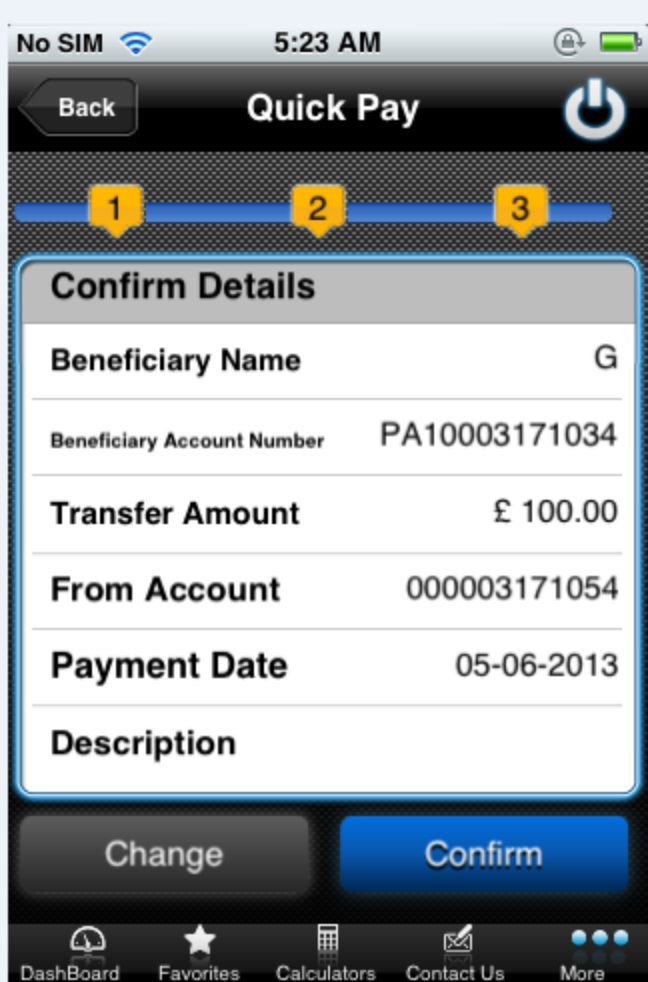 No SIM 5:23 AM
Back Quick Pay
1 2 3
Confirm Details
Beneficiary Name G
Beneficiary Account Number PA10003171034
Transfer Amount £ 100.00
From Account 000003171054
Payment Date 05-06-2013
Description
Change Confirm
DashBoard Favorites Calculators Contact Us More